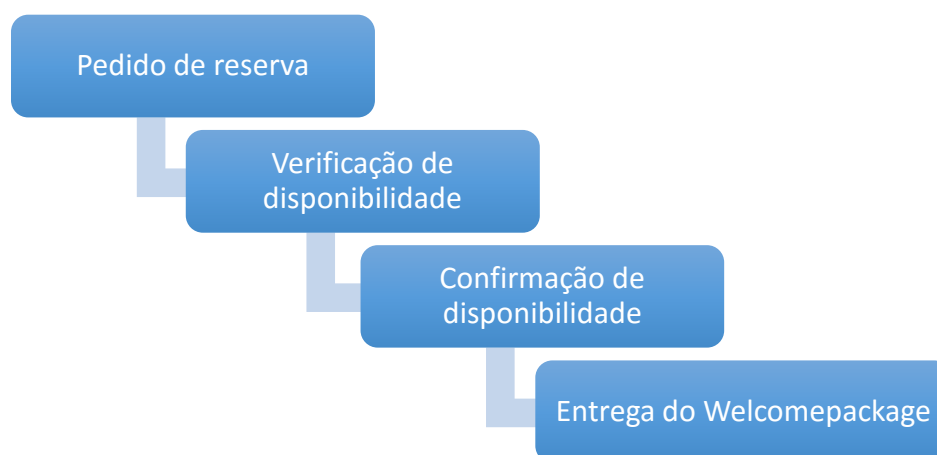 Pedido de reserva
Verificação de
disponibilidade
Confirmação de
disponibilidade
Entrega do Welcomepackage